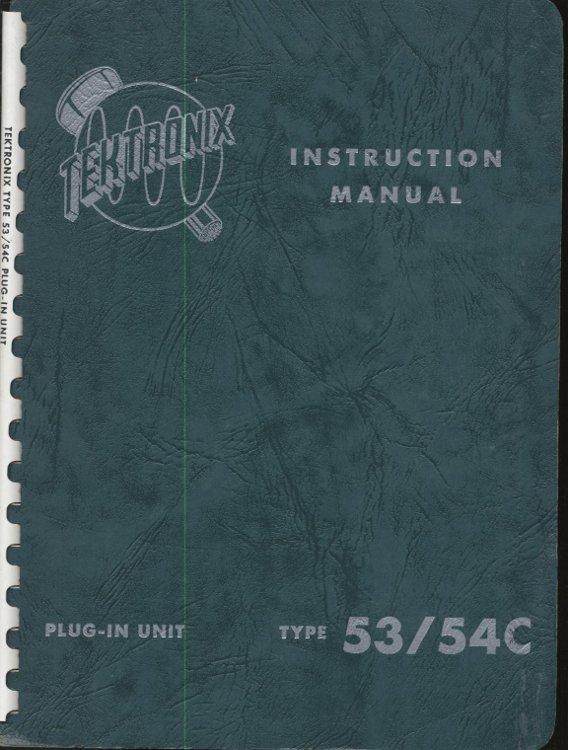 TEKTRONIX TYPE 53/54C PLUG-IN UNIT
TEKTRONIX
INSTRUCTION
MANUAL
PLUG-IN UNIT
TYPE 53/54C